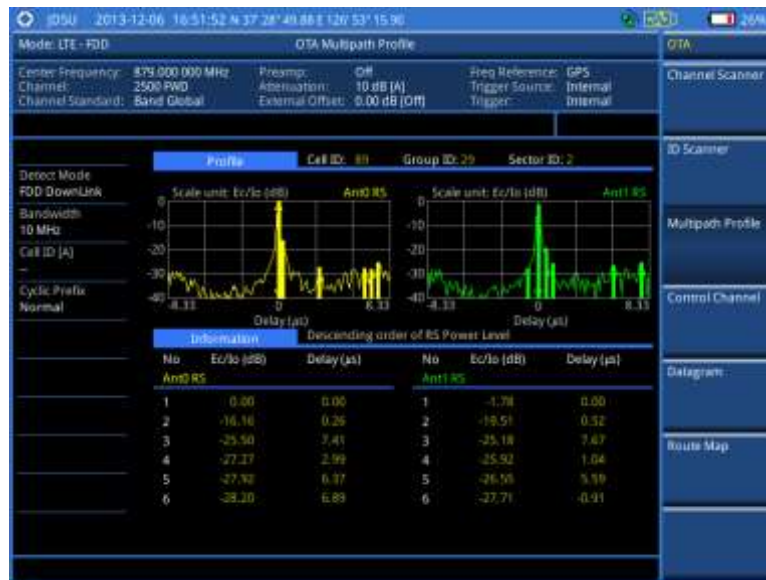 JDSU 2013-12-06 16:51:52 N 37° 28' 49.88 E 126° 53' 15.90 26%
Mode: LTE - FDD OTA Multipath Profile OTA
Center Frequency: 879.000 000 MHz Preamp: Off Freq Reference: GPS
Channel: 2500 FWD Attenuation: 10 dB [A] Trigger Source: Internal
Channel Standard: Band Global External Offset: 0.00 dB [Off] Trigger: Internal
Channel Scanner
ID Scanner
Multipath Profile
Control Channel
Datagram
Route Map
Detect Mode
FDD DownLink
Bandwidth
10 MHz
Cell ID [A]
--
Cyclic Prefix
Normal
Profile Cell ID: 89 Group ID: 29 Sector ID: 2
Scale unit: Ec/Io (dB) Ant0 RS
0
-10
-20
-30
-40
-8.33 0 8.33
Delay (µs)
Scale unit: Ec/Io (dB) Ant1 RS
0
-10
-20
-30
-40
-8.33 0 8.33
Delay (µs)
Information Descending order of RS Power Level
No Ec/Io (dB) Delay (µs) No Ec/Io (dB) Delay (µs)
Ant0 RS Ant1 RS
1 0.00 0.00 1 -1.78 0.00
2 -16.16 0.26 2 -19.51 0.52
3 -25.50 7.41 3 -25.18 7.67
4 -27.27 2.99 4 -25.92 1.04
5 6.37 5 5.59
6 -28.20 6.89 6 -27.71 -0.91